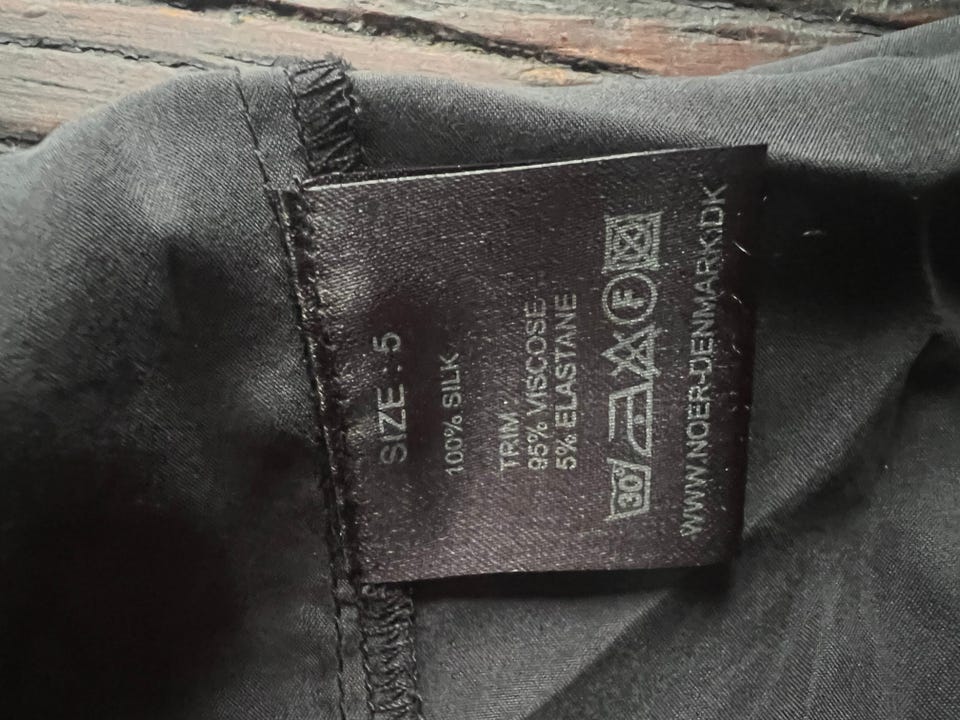 SIZE : 5
100% SILK
TRIM :
95% VISCOSE
5% ELASTANE
30° F
WWW.NOER-DENMARK.DK